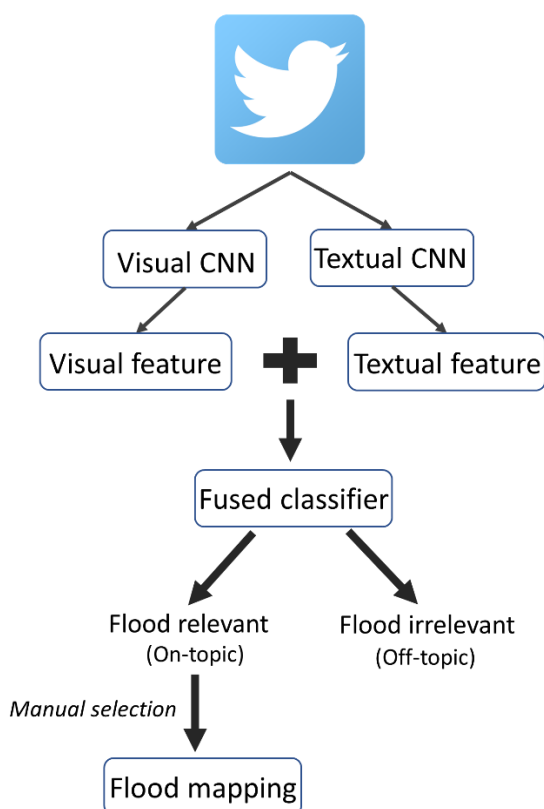 Visual CNN
Textual CNN
Visual feature
Textual feature
Fused classifier
Flood relevant
(On-topic)
Flood irrelevant
(Off-topic)
Manual selection
Flood mapping